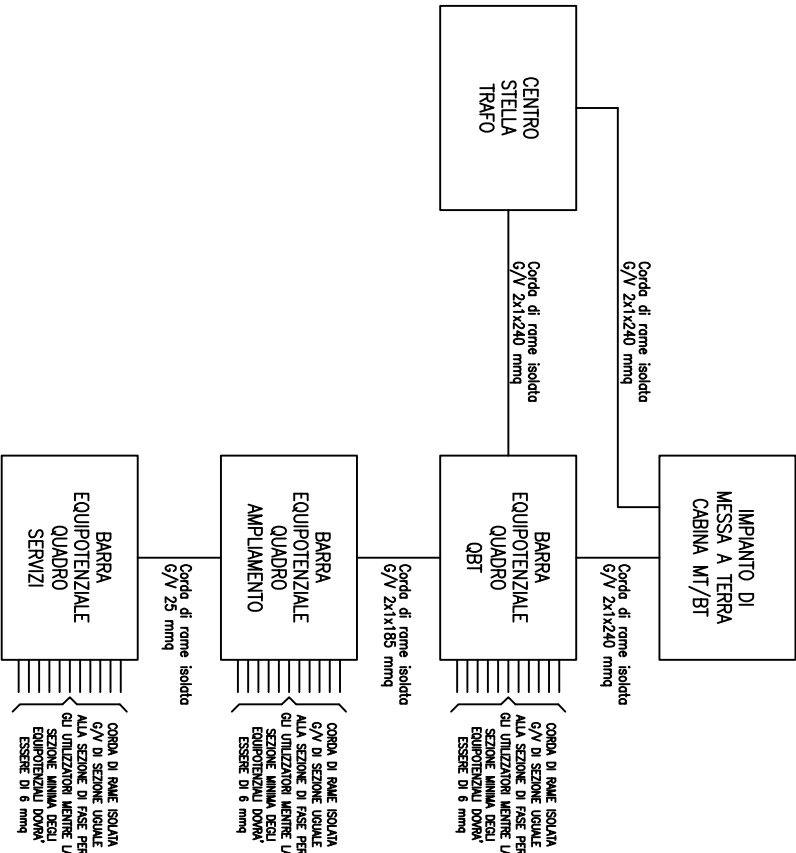 CENTRO
STELLA
TRAFO
Corda di rame isolata
G/V 2x1x240 mmq
Corda di rame isolata
G/V 2x1x240 mmq
IMPIANTO DI
MESSA A TERRA
CABINA MT/BT
Corda di rame isolata
G/V 2x1x240 mmq
BARRA
EQUIPOTENZIALE
QUADRO
QBT
CORDA DI RAME ISOLATA
G/V DI SEZIONE UGUALE
ALLA SEZIONE DI FASE PER
GLI UTILIZZATORI MENTRE LA
SEZIONE MINIMA DEGLI
EQUIPOTENZIALI DOVRA'
ESSERE DI 6 mmq
Corda di rame isolata
G/V 2x1x185 mmq
BARRA
EQUIPOTENZIALE
QUADRO
AMPLIAMENTO
CORDA DI RAME ISOLATA
G/V DI SEZIONE UGUALE
ALLA SEZIONE DI FASE PER
GLI UTILIZZATORI MENTRE LA
SEZIONE MINIMA DEGLI
EQUIPOTENZIALI DOVRA'
ESSERE DI 6 mmq
Corda di rame isolata
G/V 25 mmq
BARRA
EQUIPOTENZIALE
QUADRO
SERVIZI
CORDA DI RAME ISOLATA
G/V DI SEZIONE UGUALE
ALLA SEZIONE DI FASE PER
GLI UTILIZZATORI MENTRE LA
SEZIONE MINIMA DEGLI
EQUIPOTENZIALI DOVRA'
ESSERE DI 6 mmq